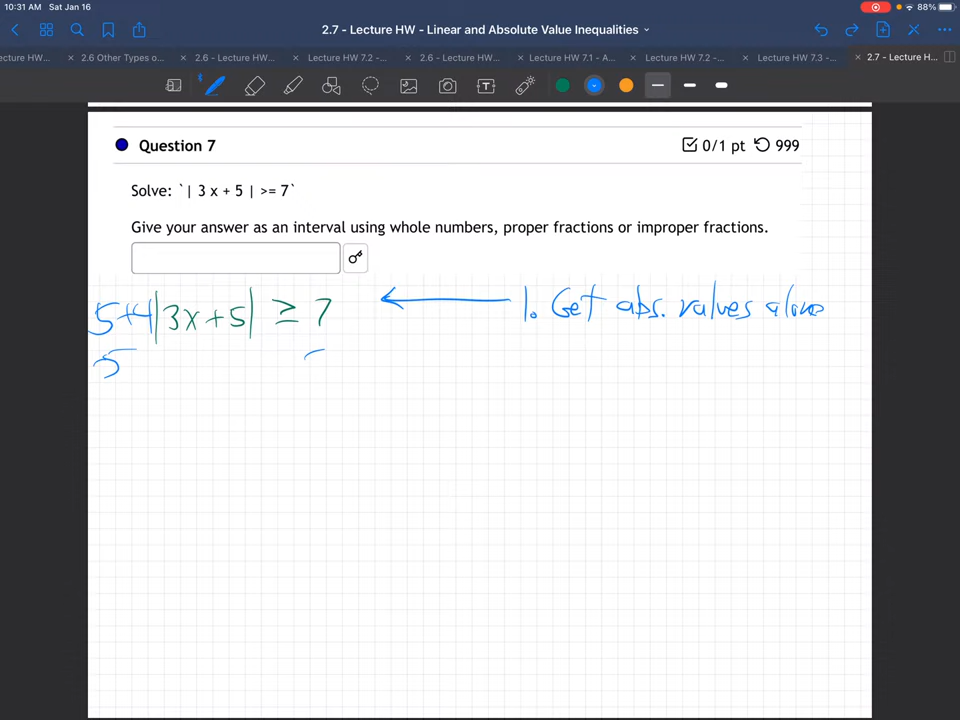 10:31 AM Sat Jan 16
88%
2.7 - Lecture HW - Linear and Absolute Value Inequalities
ecture HW...
2.6 Other Types o...
2.6 - Lecture HW...
Lecture HW 7.2 -...
2.6 - Lecture HW...
Lecture HW 7.1 - A...
Lecture HW 7.2 -...
Lecture HW 7.3 -...
2.7 - Lecture H...
Question 7
0/1 pt 999
Solve: `| 3 x + 5 | >= 7`
Give your answer as an interval using whole numbers, proper fractions or improper fractions.
5+4|3x+5| ≥ 7
1. Get abs. values alone
5